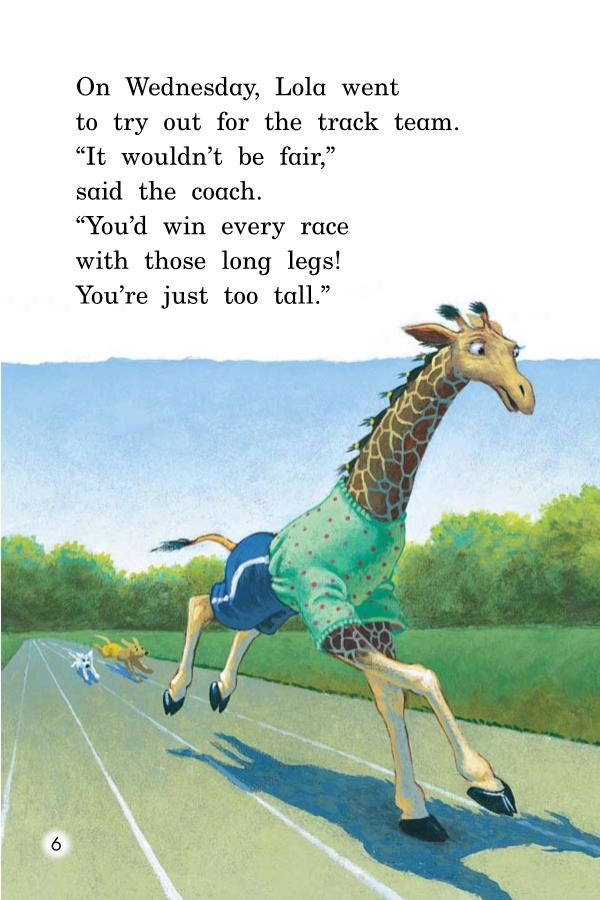 On Wednesday, Lola went
to try out for the track team.
“It wouldn’t be fair,”
said the coach.
“You’d win every race
with those long legs!
You’re just too tall.”
6